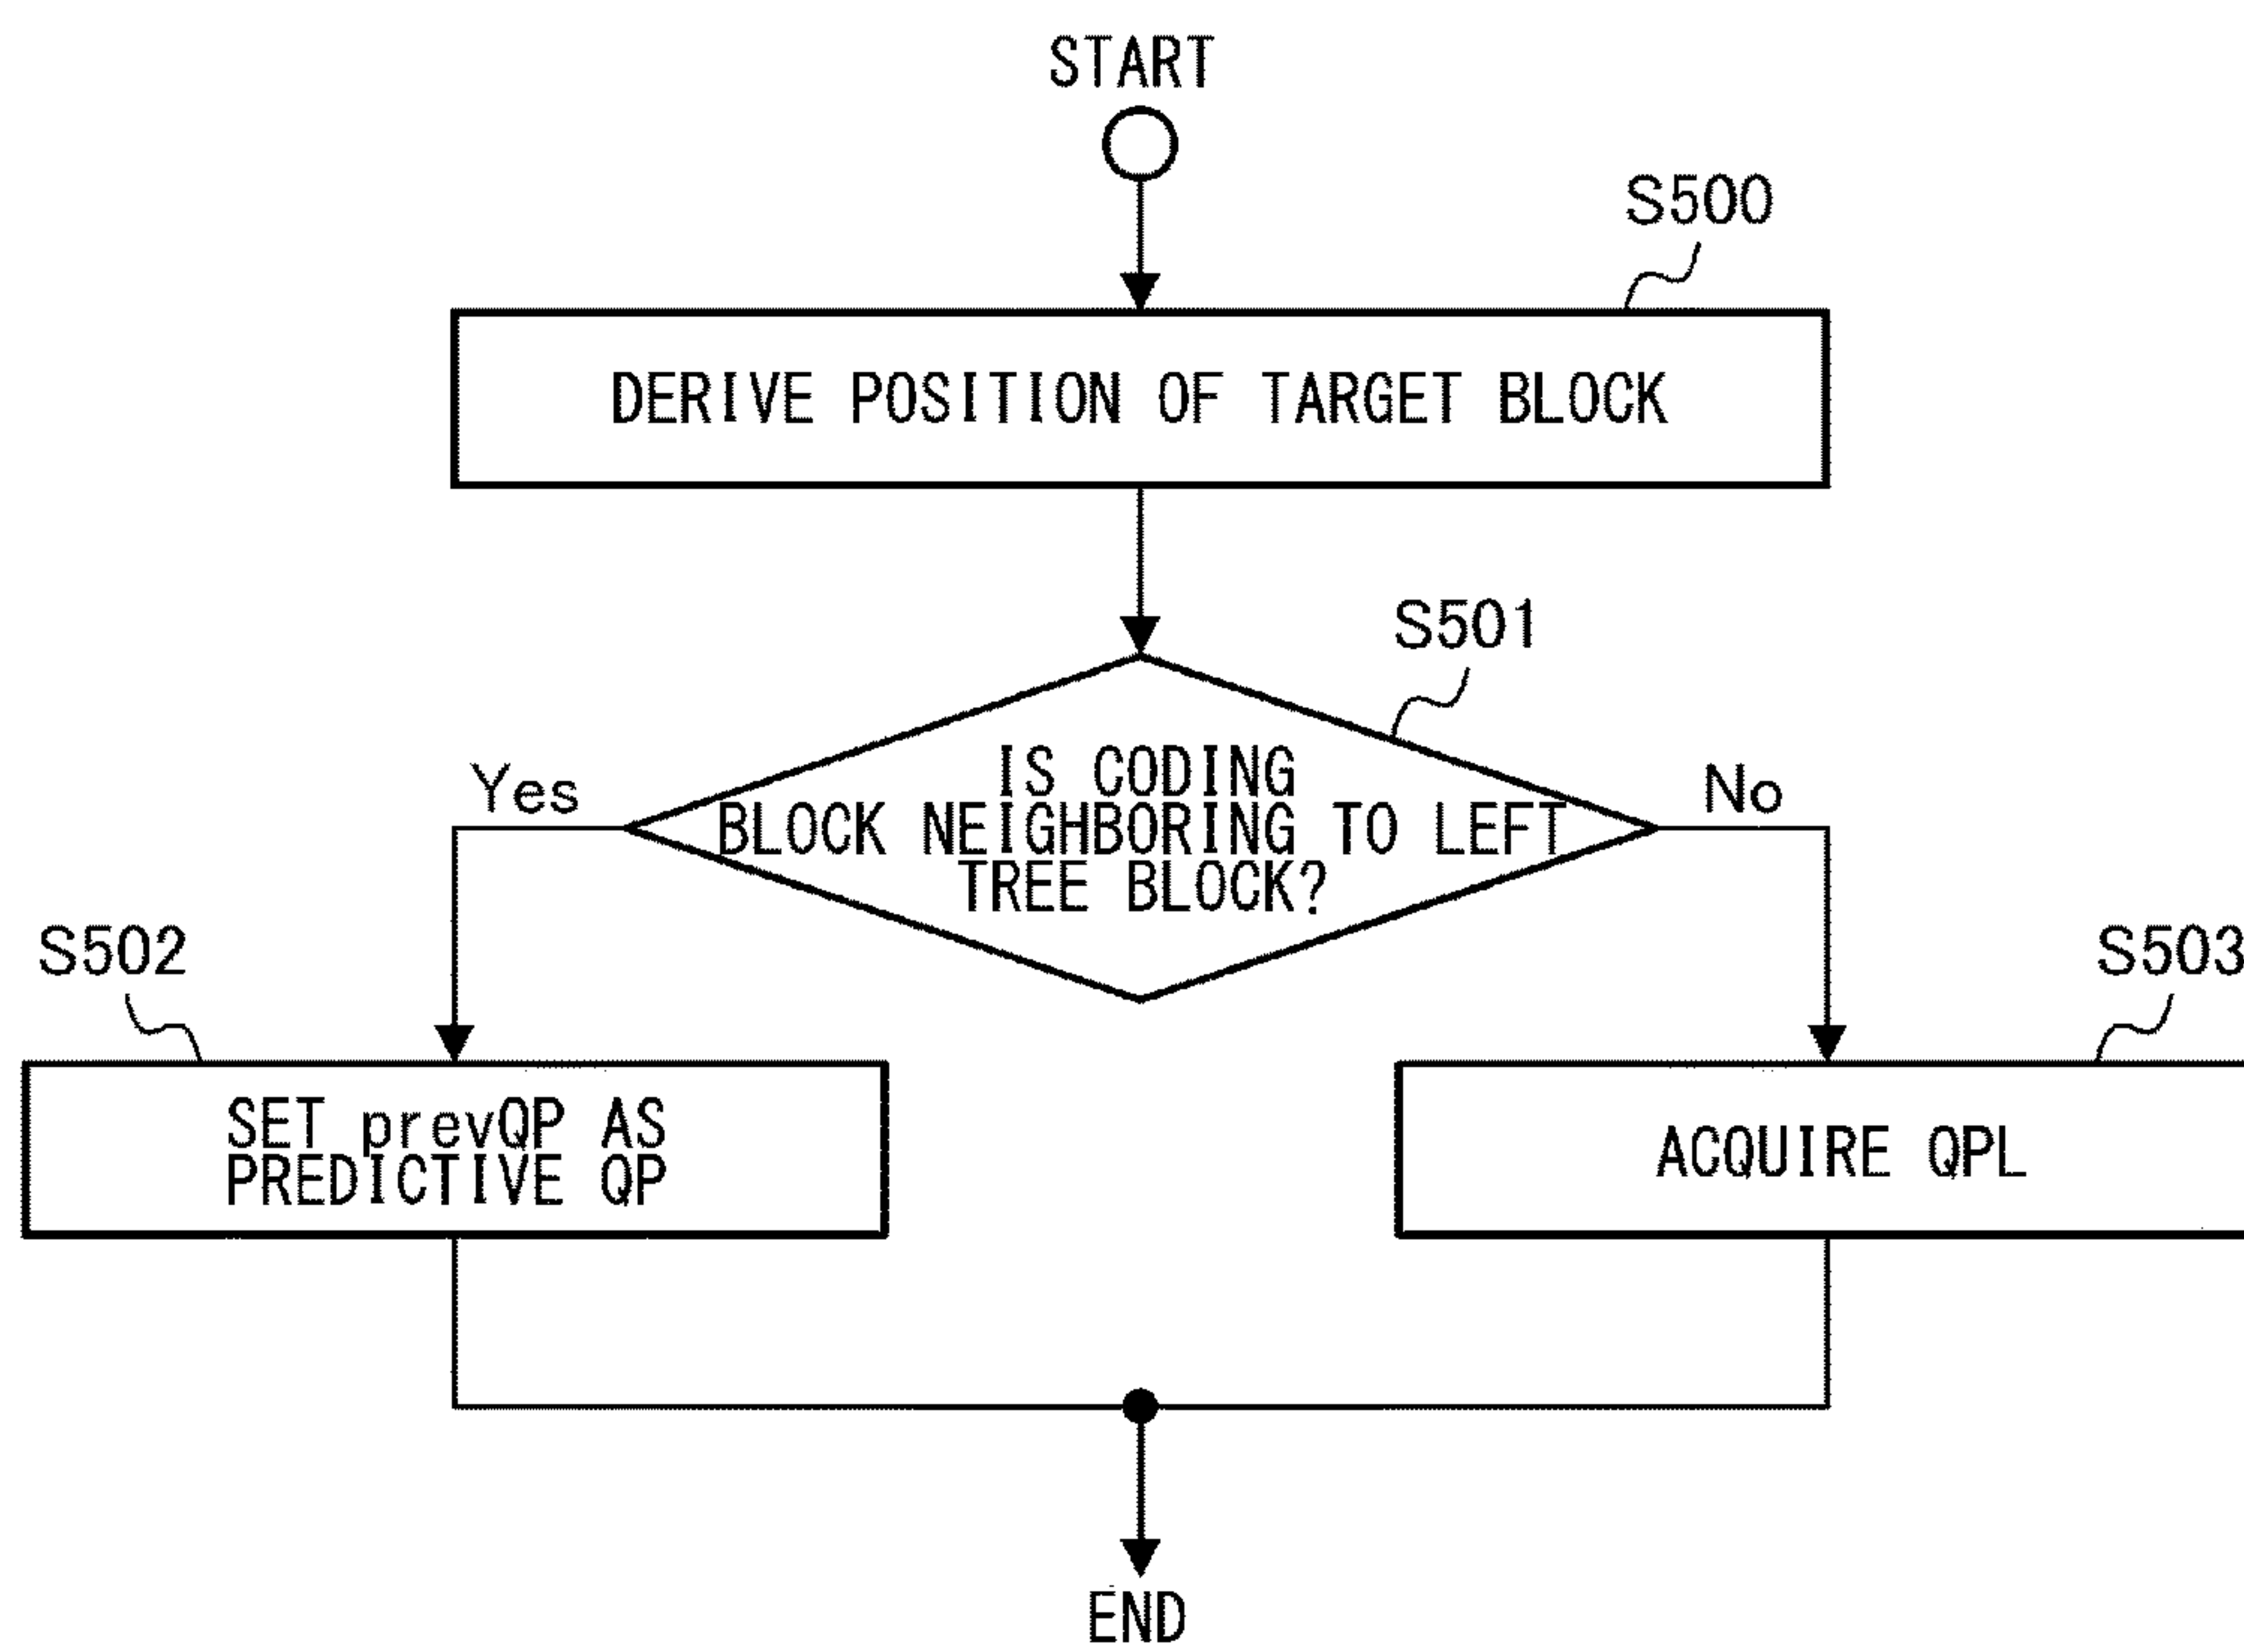 START
S500
DERIVE POSITION OF TARGET BLOCK
S501
IS CODING
BLOCK NEIGHBORING TO LEFT
TREE BLOCK?
Yes
No
S502
S503
SET prevQP AS
PREDICTIVE QP
ACQUIRE QPL
END